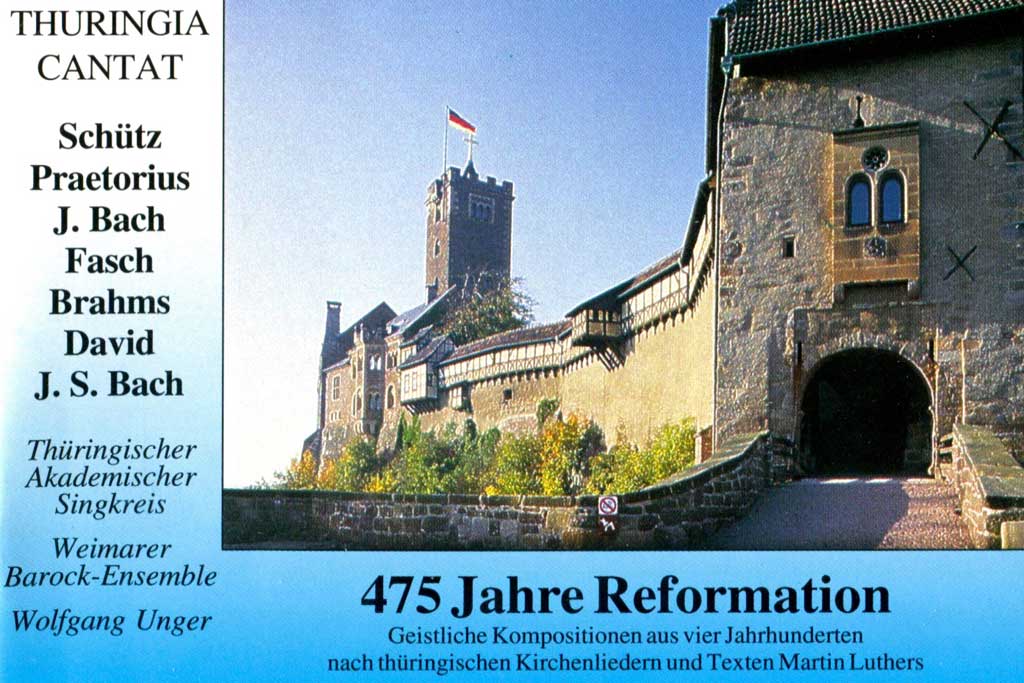 THURINGIA
CANTAT
Schütz
Praetorius
J. Bach
Fasch
Brahms
David
J. S. Bach
Thüringischer
Akademischer
Singkreis
Weimarer
Barock-Ensemble
Wolfgang Unger
475 Jahre Reformation
Geistliche Kompositionen aus vier Jahrhunderten
nach thüringischen Kirchenliedern und Texten Martin Luthers